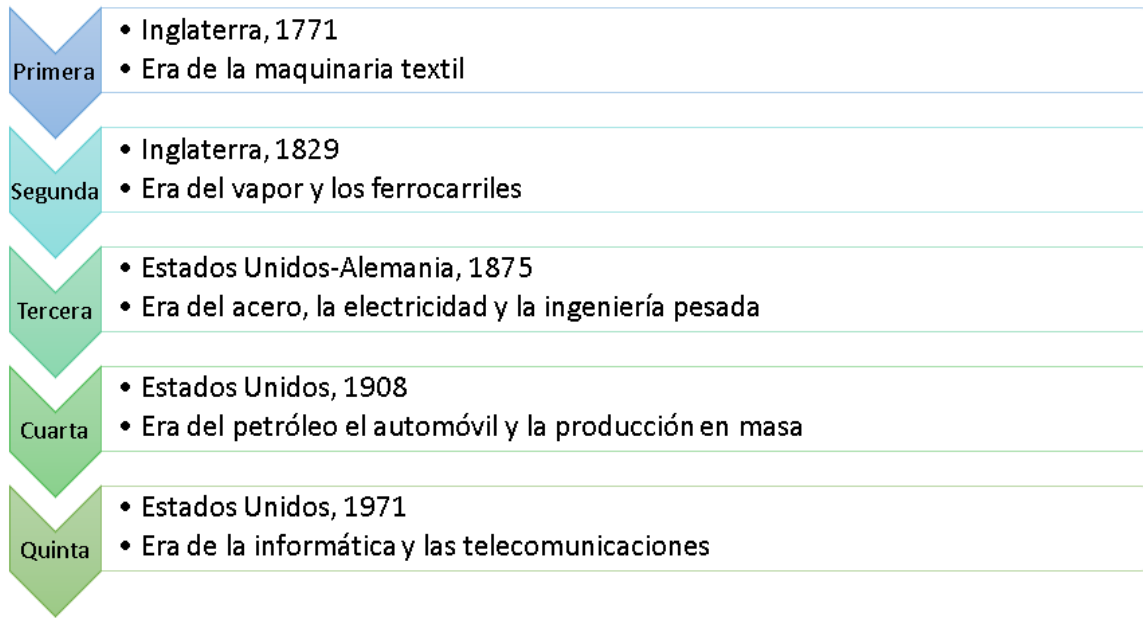 Primera
• Inglaterra, 1771
• Era de la maquinaria textil
Segunda
• Inglaterra, 1829
• Era del vapor y los ferrocarriles
Tercera
• Estados Unidos-Alemania, 1875
• Era del acero, la electricidad y la ingeniería pesada
Cuarta
• Estados Unidos, 1908
• Era del petróleo el automóvil y la producción en masa
Quinta
• Estados Unidos, 1971
• Era de la informática y las telecomunicaciones